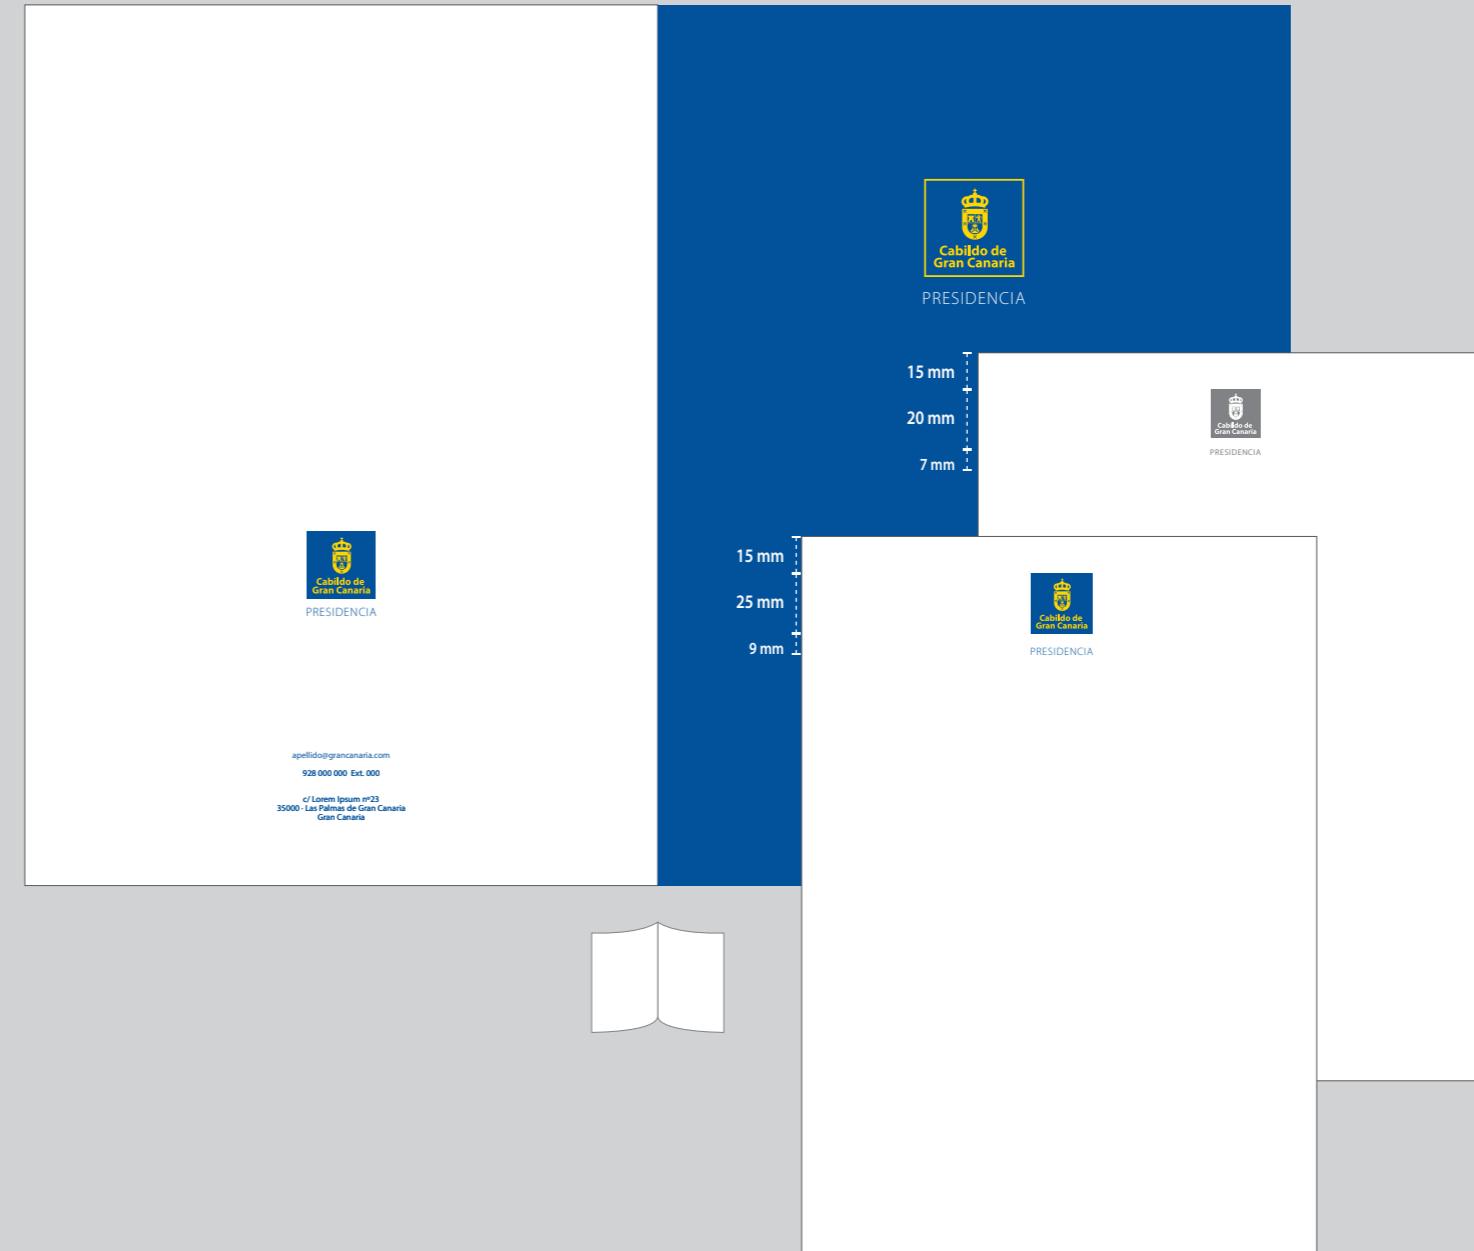 Cabildo de
Gran Canaria
PRESIDENCIA
15 mm
20 mm
7 mm
Cabildo de
Gran Canaria
PRESIDENCIA
Cabildo de
Gran Canaria
PRESIDENCIA
15 mm
25 mm
9 mm
Cabildo de
Gran Canaria
PRESIDENCIA
apellido@grancanaria.com
928 000 000 Ext. 000
c/ Lorem Ipsum nº23
35000 - Las Palmas de Gran Canaria
Gran Canaria